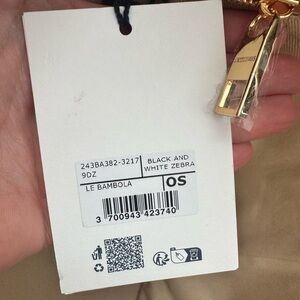 243BA382-3217
9DZ
BLACK AND
WHITE ZEBRA
LE BAMBOLA
OS
3 700943 423740